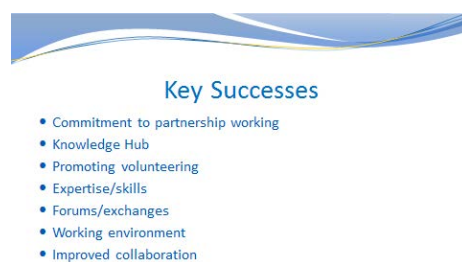 Key Successes
• Commitment to partnership working
• Knowledge Hub
• Promoting volunteering
• Expertise/skills
• Forums/exchanges
• Working environment
• Improved collaboration